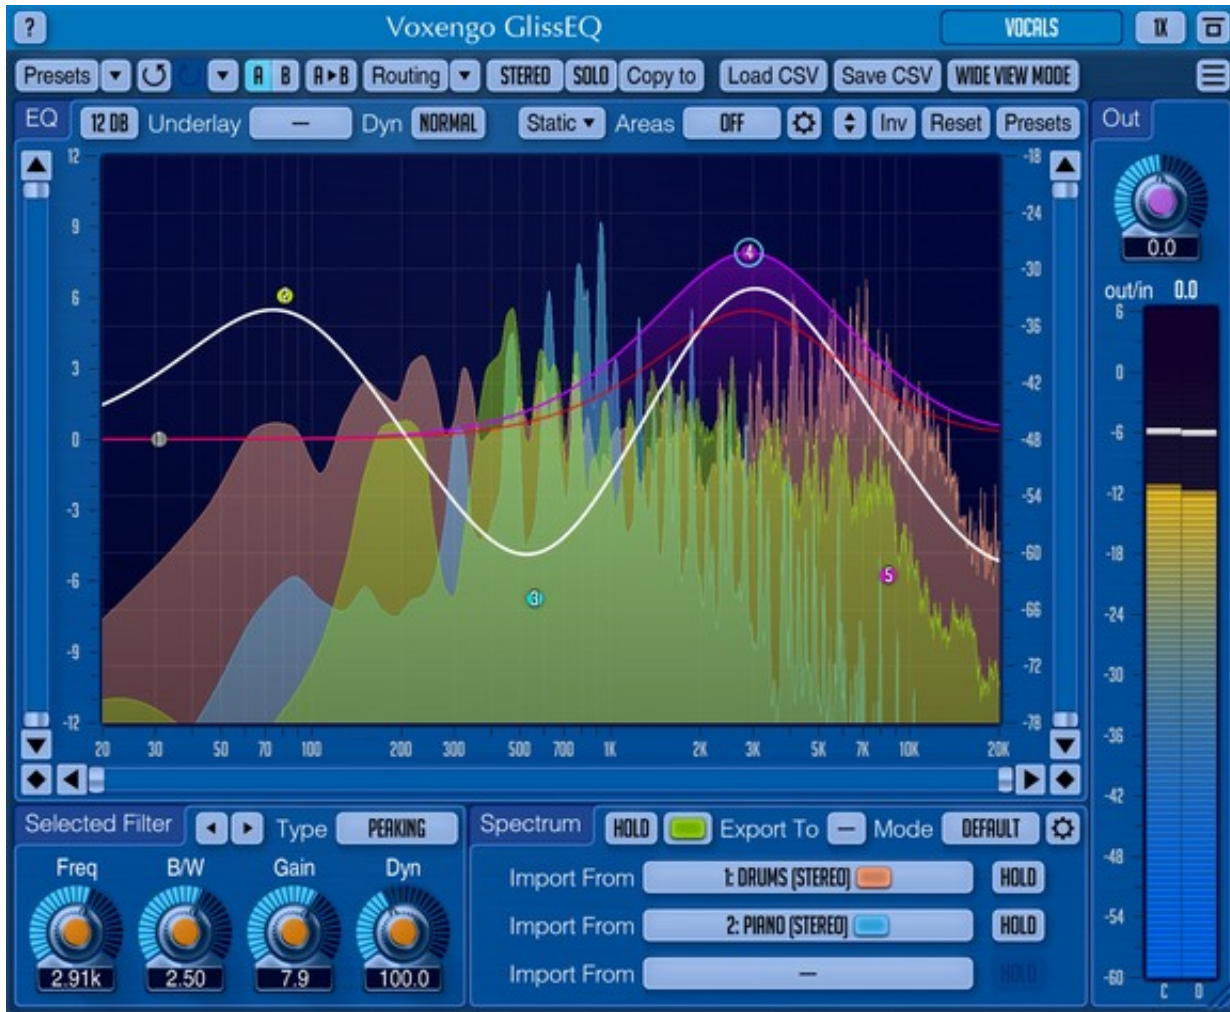 ? Voxengo GlissEQ VOCALS 1X
Presets A B A▸B Routing STEREO SOLO Copy to Load CSV Save CSV WIDE VIEW MODE
EQ 12 DB Underlay — Dyn NORMAL Static Areas OFF Inv Reset Presets Out
0.0
out/in 0.0
12 9 6 3 0 -3 -6 -9 -12
1 2 3 4 5
-18 -24 -30 -36 -42 -48 -54 -60 -66 -72 -78
6 0 -6 -12 -18 -24 -30 -36 -42 -48 -54 -60
20 30 50 70 100 200 300 500 700 1K 2K 3K 5K 7K 10K 20K
Selected Filter Type PEAKING
Freq B/W Gain Dyn
2.91k 2.50 7.9 100.0
Spectrum HOLD Export To — Mode DEFAULT
Import From 1: DRUMS (STEREO) HOLD
Import From 2: PIANO (STEREO) HOLD
Import From — HOLD